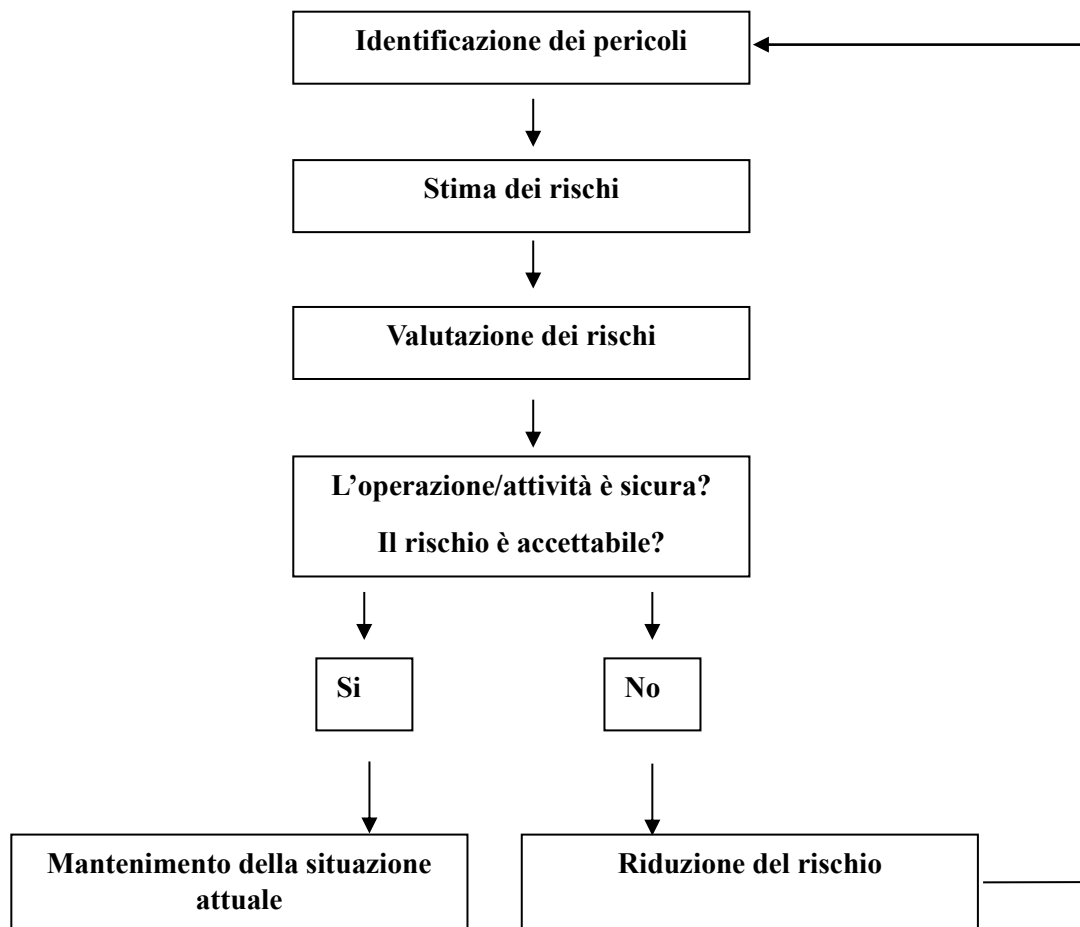 Identificazione dei pericoli
Stima dei rischi
Valutazione dei rischi
L’operazione/attività è sicura?
Il rischio è accettabile?
Si
No
Mantenimento della situazione
attuale
Riduzione del rischio